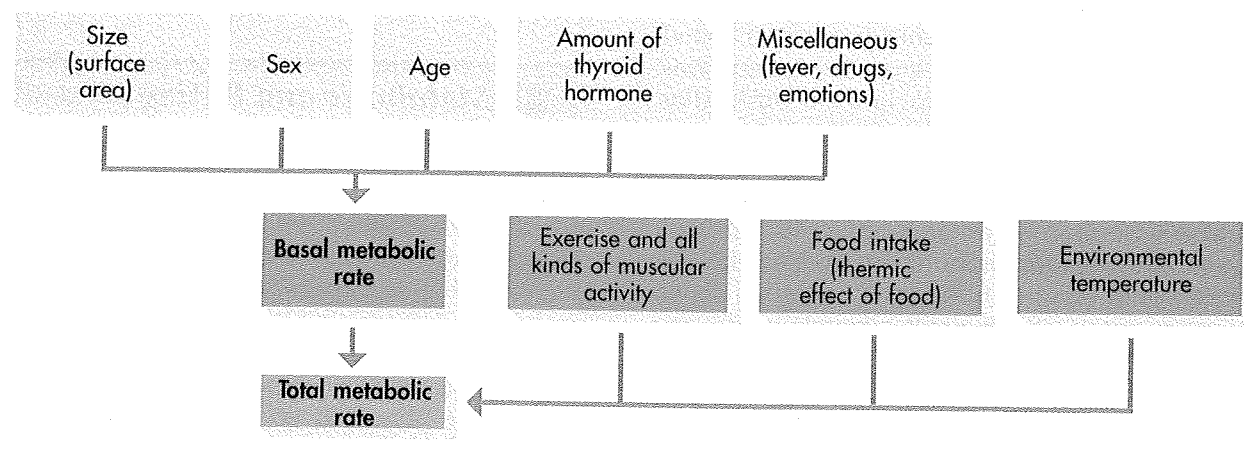 Size
(surface
area)
Sex
Age
Amount of
thyroid
hormone
Miscellaneous
(fever, drugs,
emotions)
Basal metabolic
rate
Exercise and all
kinds of muscular
activity
Food intake
(thermic
effect of food)
Environmental
temperature
Total metabolic
rate